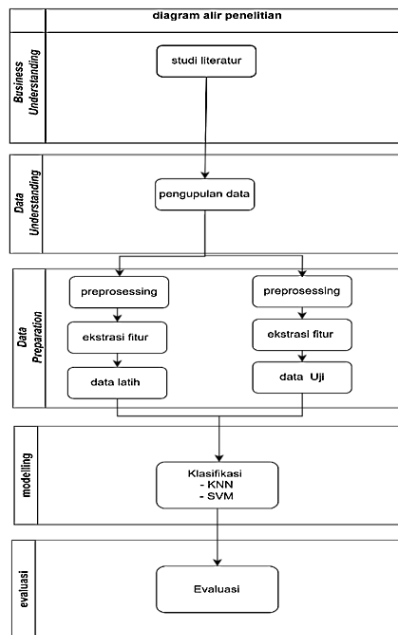 diagram alir penelitian
Business
Understanding
studi literatur
Data
Understanding
pengupulan data
Data
Preparation
preprosessing
preprosessing
ekstrasi fitur
ekstrasi fitur
data latih
data Uji
modelling
Klasifikasi
- KNN
- SVM
evaluasi
Evaluasi